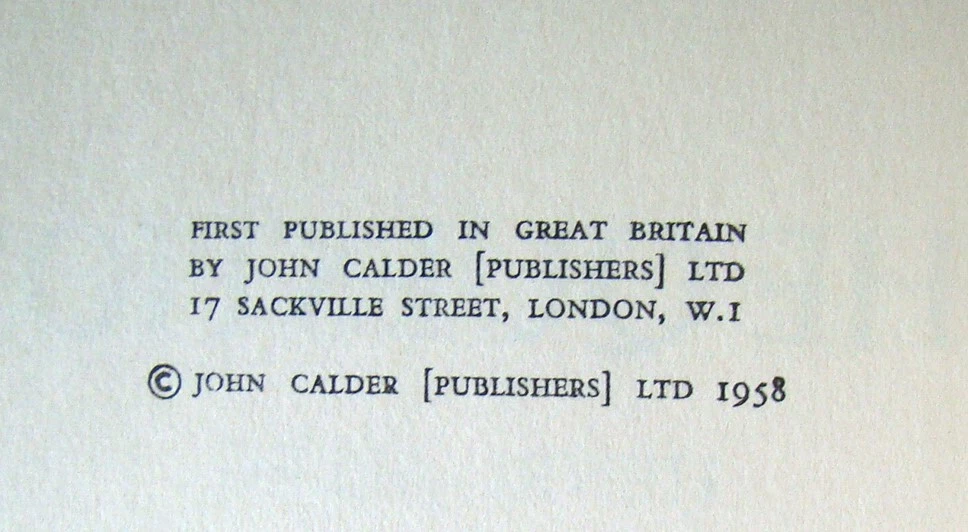 FIRST PUBLISHED IN GREAT BRITAIN
BY JOHN CALDER [PUBLISHERS] LTD
17 SACKVILLE STREET, LONDON, W.1
© JOHN CALDER [PUBLISHERS] LTD 1958